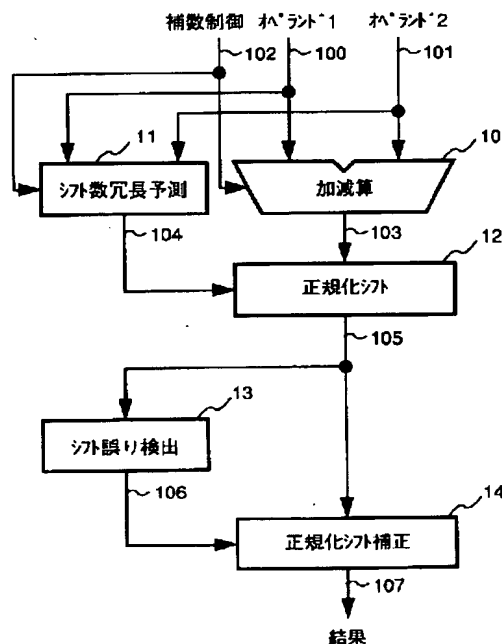 補数制御 オペランド1 オペランド2
102 100 101
11 10
シフト数冗長予測 加減算
104 103 12
正規化シフト
105
13
シフト誤り検出
106 14
正規化シフト補正
107
結果